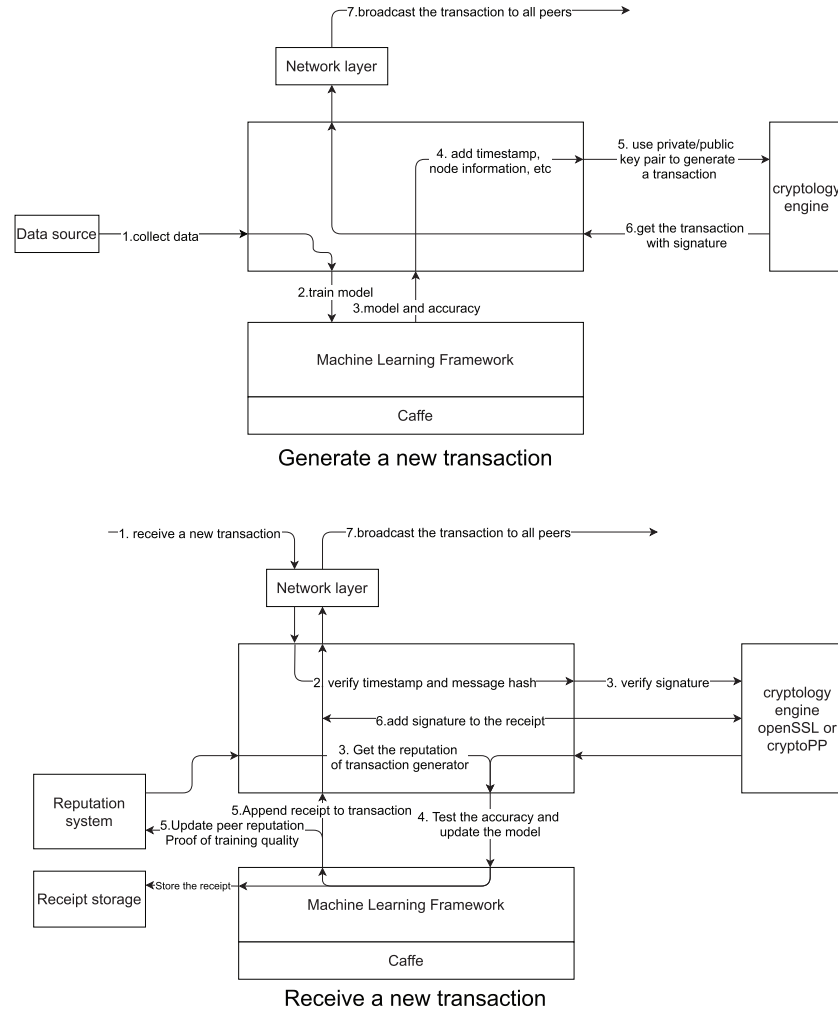 7.broadcast the transaction to all peers
Network layer
4. add timestamp,
node information, etc
5. use private/public
key pair to generate
a transaction
cryptology
engine
Data source
1.collect data
6.get the transaction
with signature
2.train model
3.model and accuracy
Machine Learning Framework
Caffe
Generate a new transaction
1. receive a new transaction
7.broadcast the transaction to all peers
Network layer
2. verify timestamp and message hash
3. verify signature
cryptology
engine
openSSL or
cryptoPP
6.add signature to the receipt
3. Get the reputation
of transaction generator
Reputation
system
5.Append receipt to transaction
5.Update peer reputation
Proof of training quality
4. Test the accuracy and
update the model
Receipt storage
Store the receipt
Machine Learning Framework
Caffe
Receive a new transaction